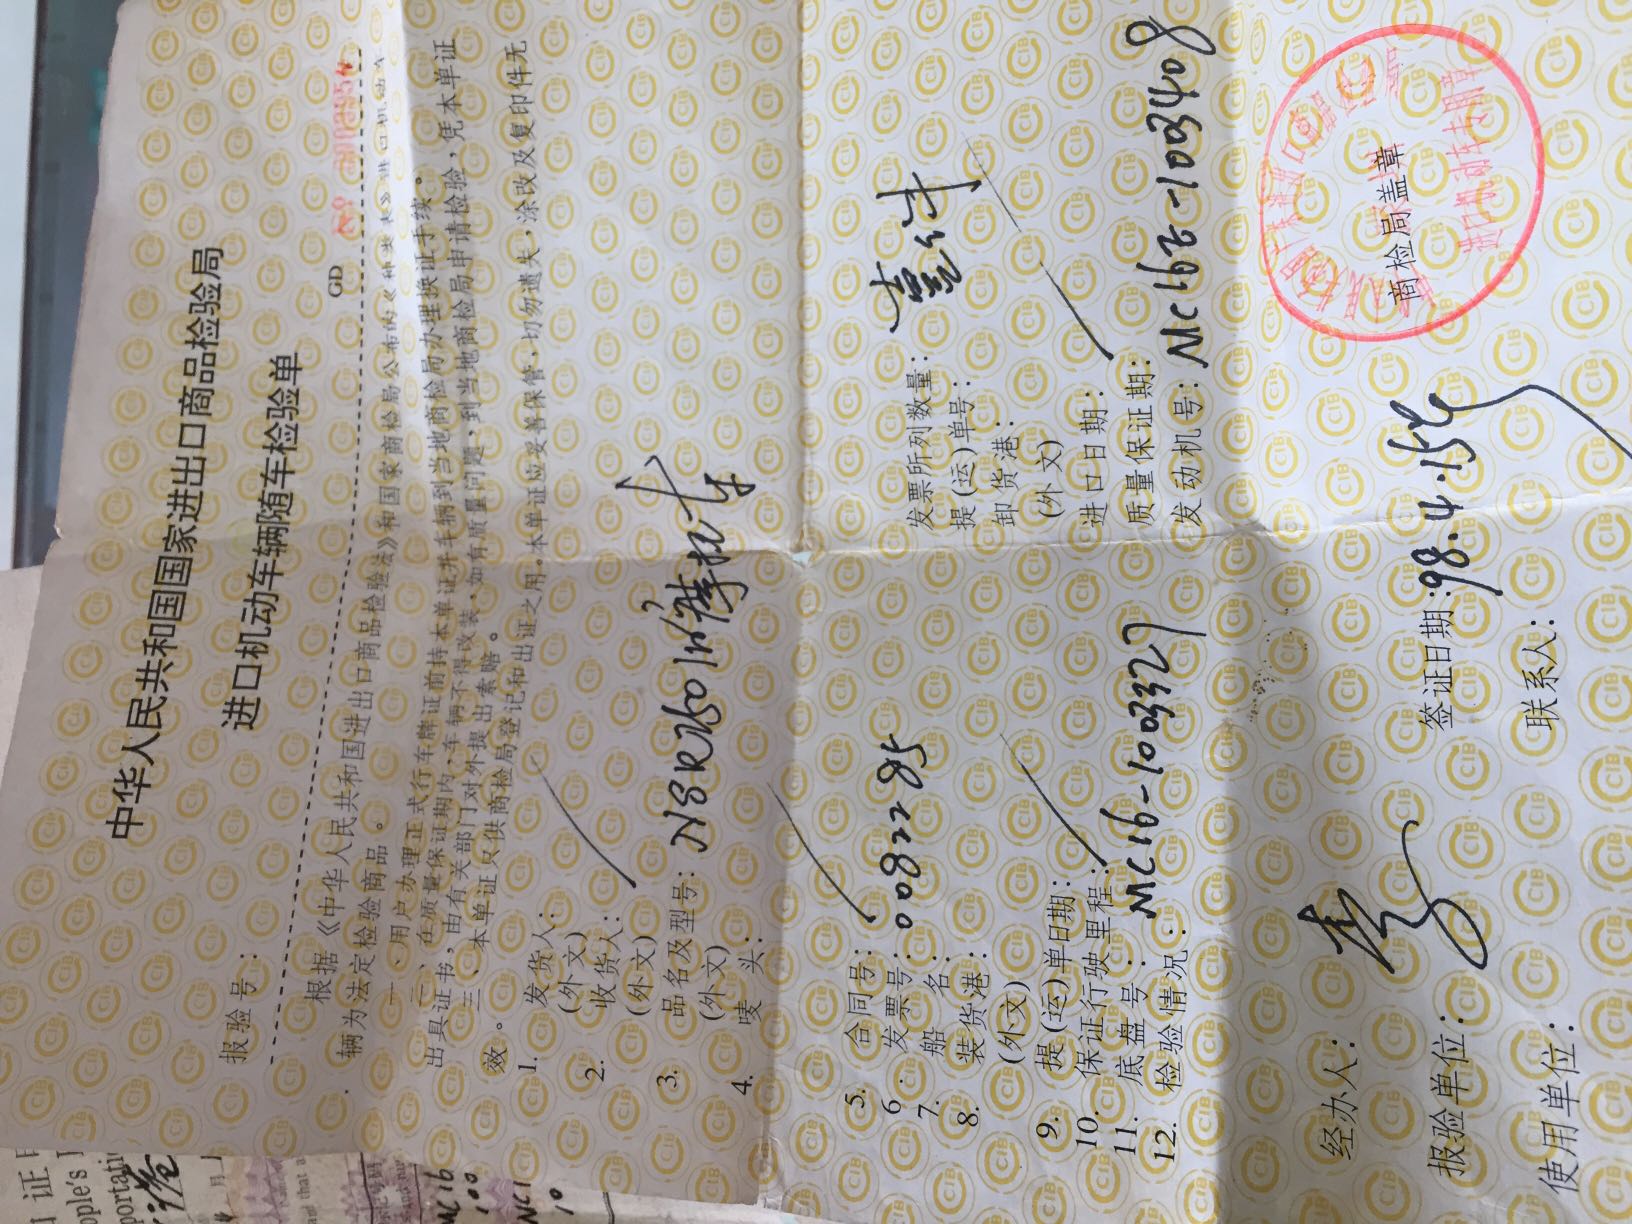 中华人民共和国国家进出口商品检验局
进口机动车辆随车检验单
报验号：
GD
根据《中华人民共和国进出口商品检验法》和国家商检局公布的《种类表》进口机动车
辆为法定检验商品。
一、用户办理正式行车牌证前持本单证并车辆到当地商检局办理换证手续。
二、在质量保证期内，车辆不得改装，如有质量问题，到当地商检局申请检验，凭本单证
出具证书，由有关部门对外提出索赔。
三、本单证只供商检局登记和出证之用。本单证应妥善保管，切勿遗失，涂改及复印件无
效。
1. 发货人：
(外文)
2. 收货人：
(外文)
3. 品名及型号：
(外文)
4. 唛 头：
5. 合同号： 发票所列数量：
6. 发票号：0082285 提(运)单号：
7. 船 名： 卸货港：
8. 装货港： (外文)
(外文) 进口日期：
9. 提(运)单日期： 质量保证期：
10. 保证行驶里程： 发动机号：MC16E-1003408
11. 底盘号：MC16-1003327
12. 检验情况：
商检局盖章
经办人： 签证日期：98.4.15
报验单位： 联系人：
使用单位：
CIB